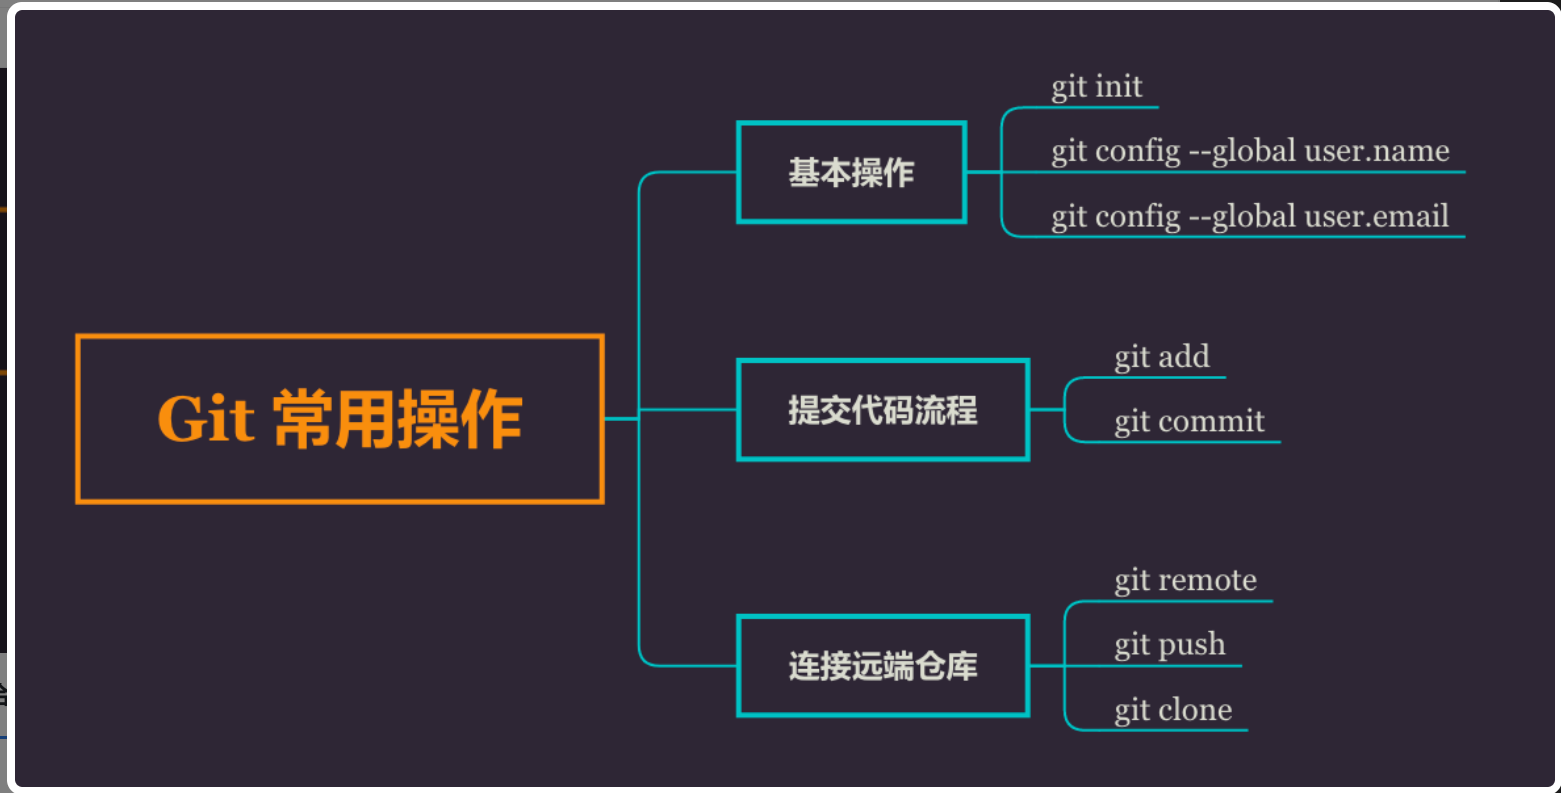 Git 常用操作
基本操作
git init
git config --global user.name
git config --global user.email
提交代码流程
git add
git commit
连接远端仓库
git remote
git push
git clone